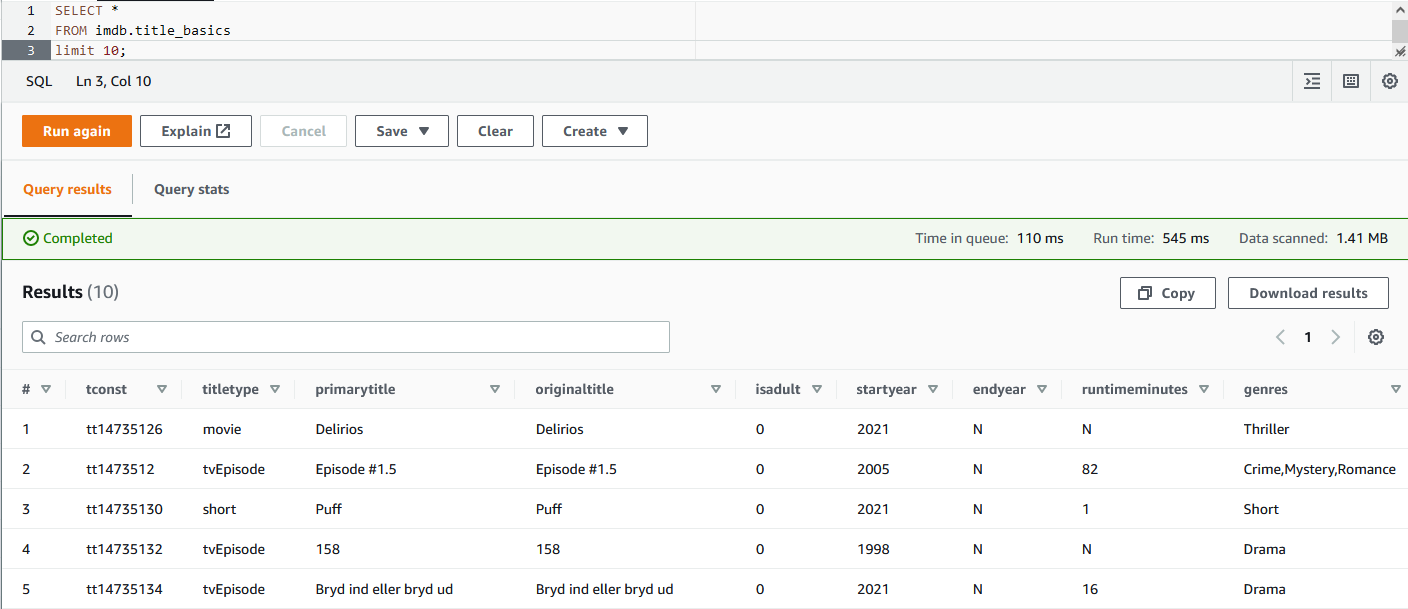 1 SELECT *
2 FROM imdb.title_basics
3 limit 10;
SQL Ln 3, Col 10
Run again Explain Cancel Save Clear Create
Query results Query stats
Completed Time in queue: 110 ms Run time: 545 ms Data scanned: 1.41 MB
Results (10) Copy Download results
Search rows 1
# tconst titletype primarytitle originaltitle isadult startyear endyear runtimeminutes genres
1 tt14735126 movie Delirios Delirios 0 2021 N N Thriller
2 tt1473512 tvEpisode Episode #1.5 Episode #1.5 0 2005 N 82 Crime,Mystery,Romance
3 tt14735130 short Puff Puff 0 2021 N 1 Short
4 tt14735132 tvEpisode 158 158 0 1998 N N Drama
5 tt14735134 tvEpisode Bryd ind eller bryd ud Bryd ind eller bryd ud 0 2021 N 16 Drama